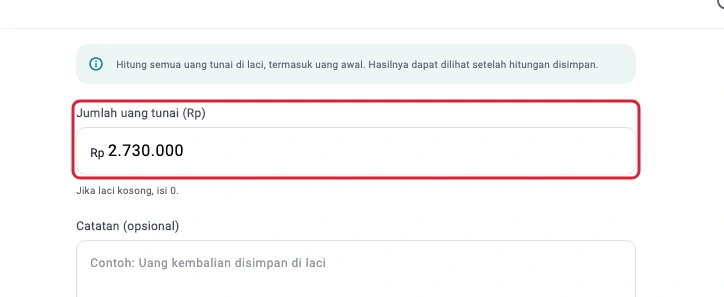 Hitung semua uang tunai di laci, termasuk uang awal. Hasilnya dapat dilihat setelah hitungan disimpan.
Jumlah uang tunai (Rp)
Rp 2.730.000
Jika laci kosong, isi 0.
Catatan (opsional)
Contoh: Uang kembalian disimpan di laci